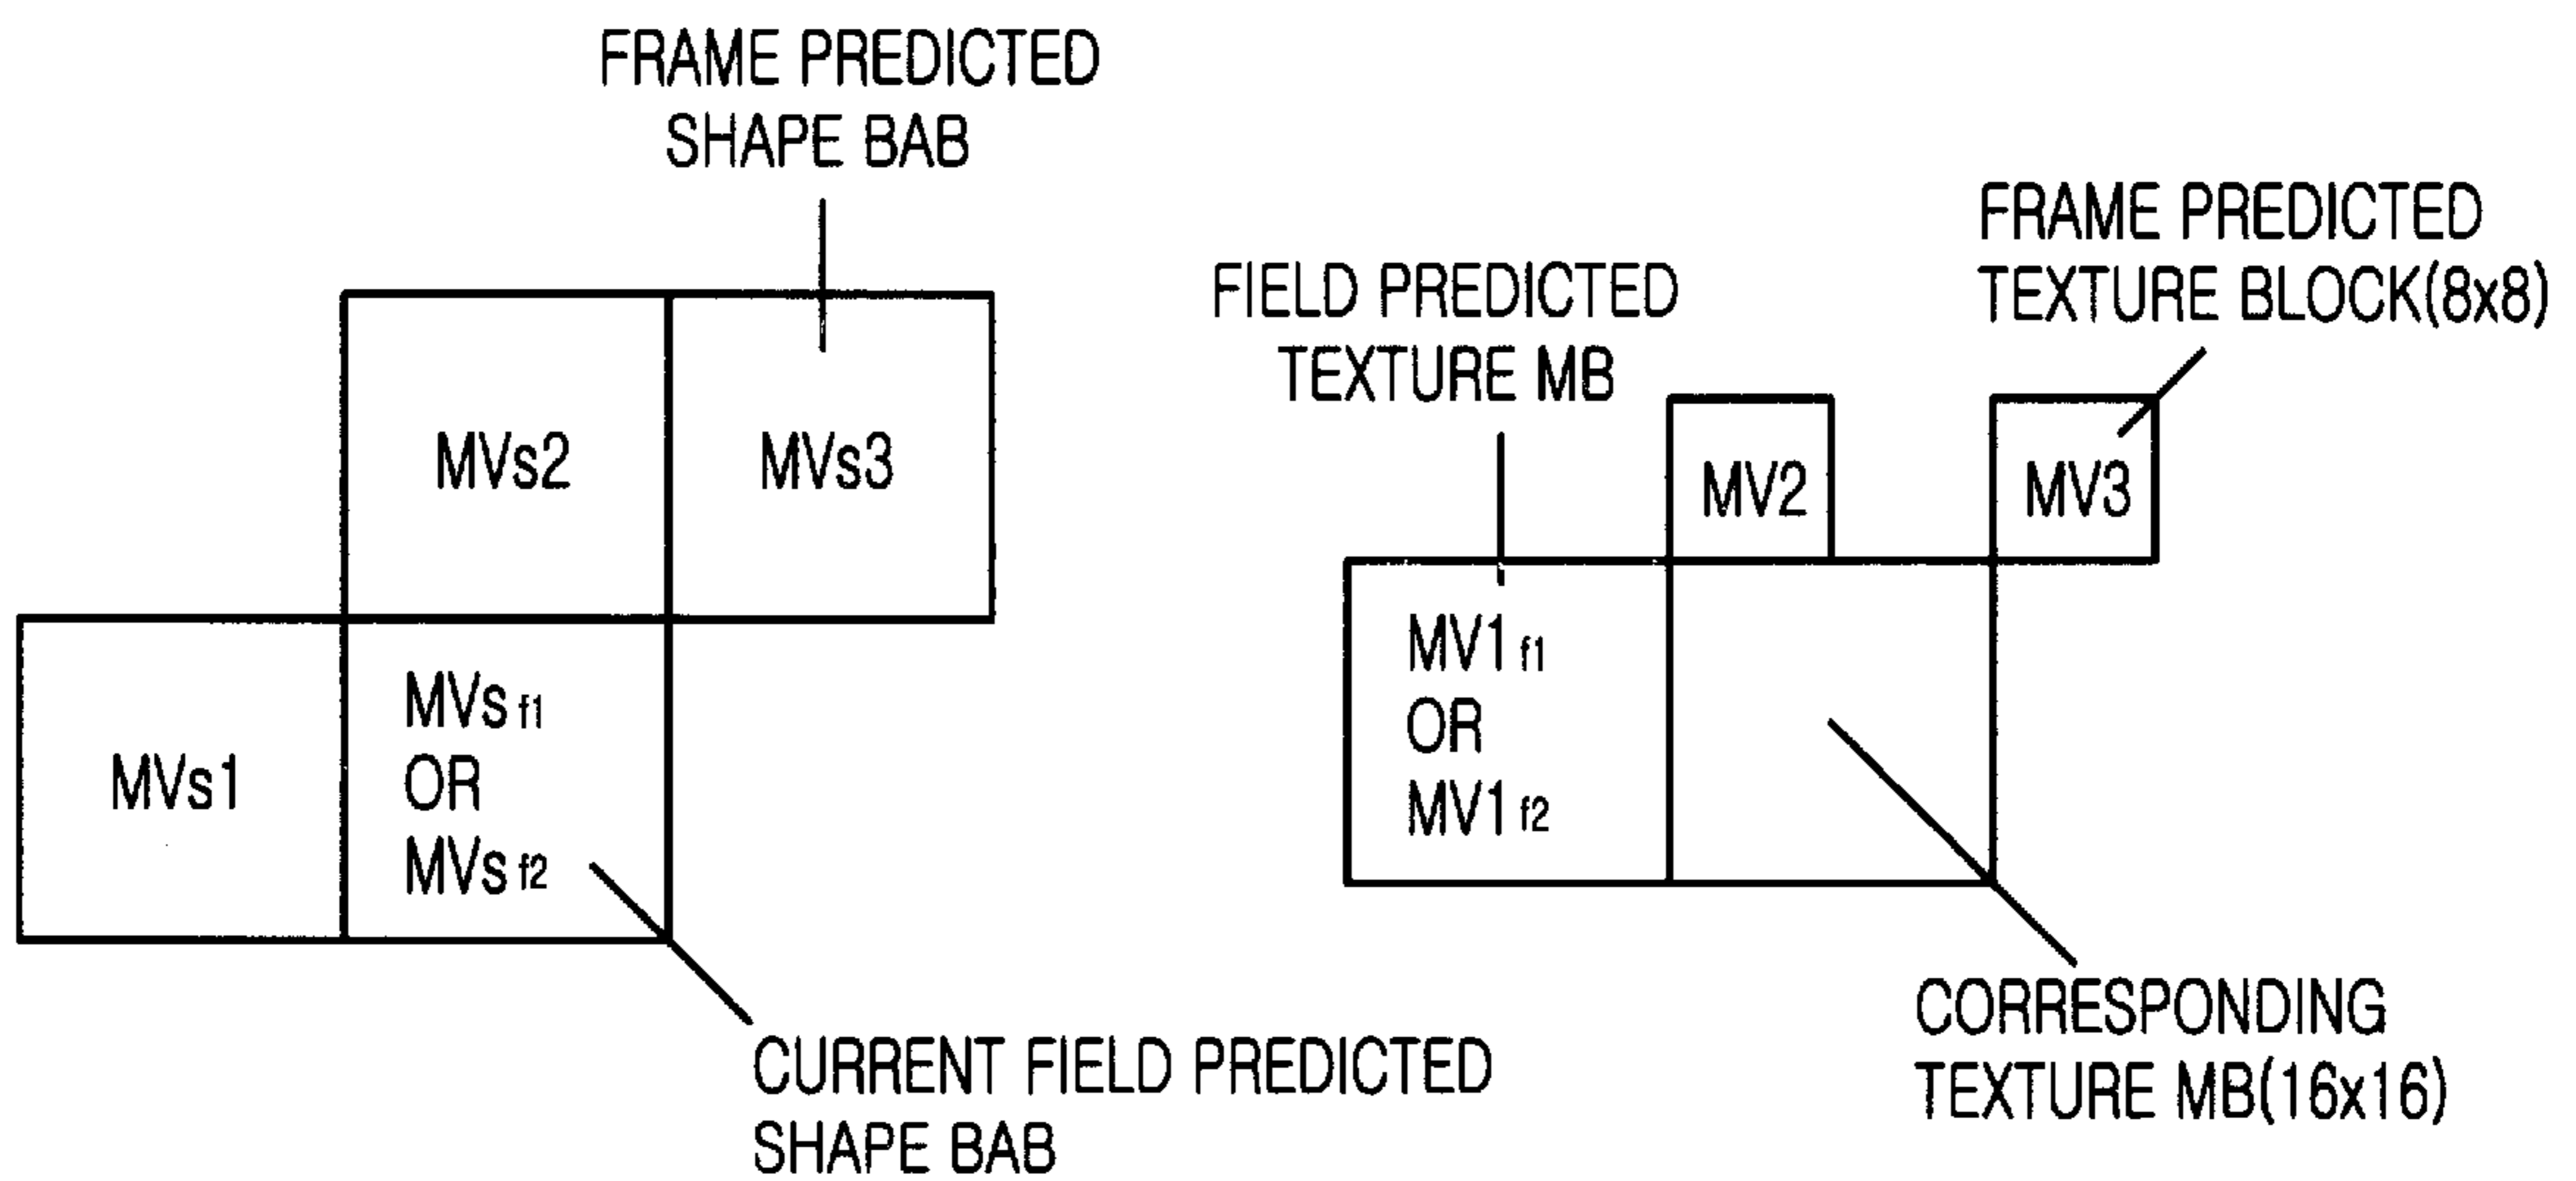 FRAME PREDICTED
SHAPE BAB
MVs2
MVs3
MVs1
MVs f1
OR
MVs f2
CURRENT FIELD PREDICTED
SHAPE BAB
FIELD PREDICTED
TEXTURE MB
FRAME PREDICTED
TEXTURE BLOCK(8x8)
MV2
MV3
MV1 f1
OR
MV1 f2
CORRESPONDING
TEXTURE MB(16x16)